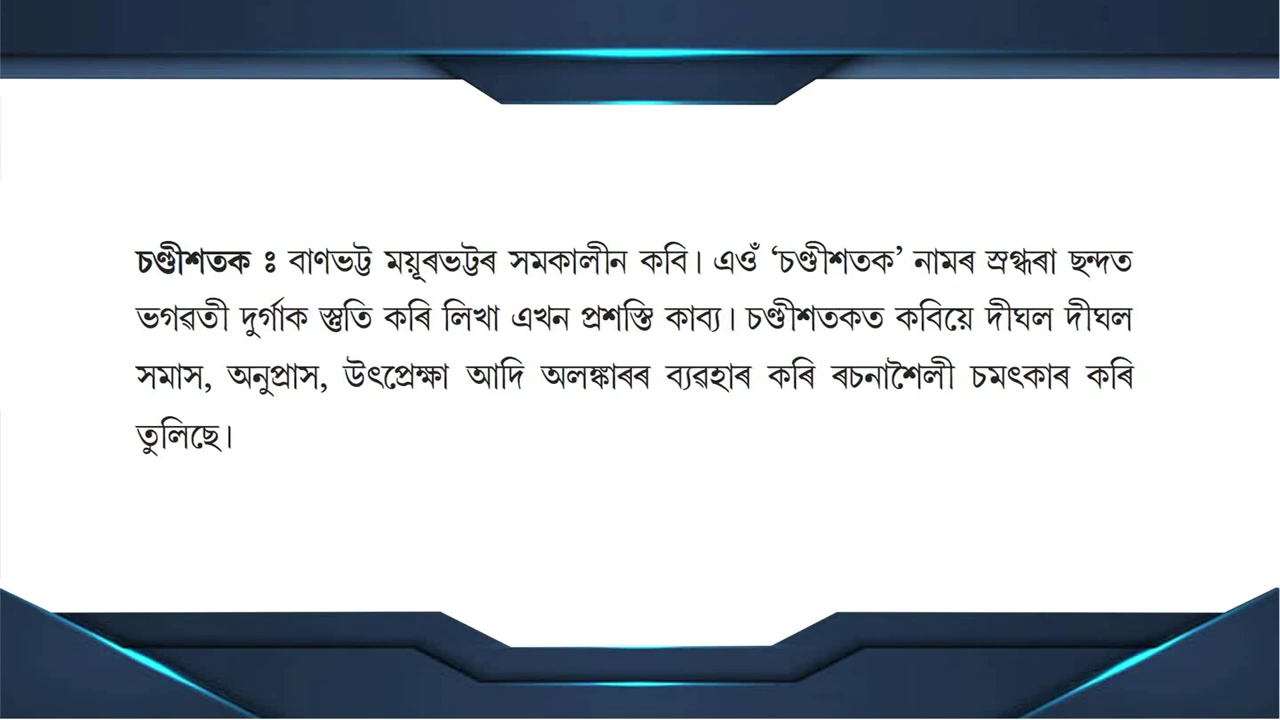 চণ্ডীশতক ঃ বাণভট্ট ময়ূৰভট্টৰ সমকালীন কবি। এওঁ ‘চণ্ডীশতক’ নামৰ স্ৰগ্ধৰা ছন্দত
ভগৱতী দুৰ্গাক স্তুতি কৰি লিখা এখন প্ৰশস্তি কাব্য। চণ্ডীশতকত কবিয়ে দীঘল দীঘল
সমাস, অনুপ্ৰাস, উৎপ্ৰেক্ষা আদি অলঙ্কাৰৰ ব্যৱহাৰ কৰি ৰচনাশৈলী চমৎকাৰ কৰি
তুলিছে।